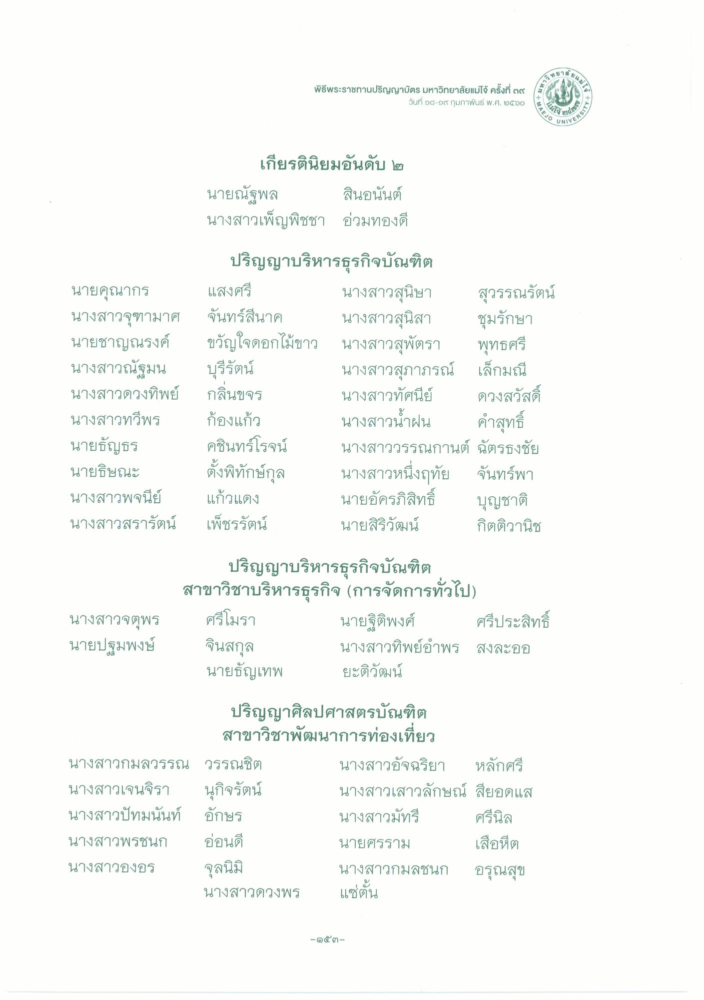 พิธีพระราชทานปริญญาบัตร มหาวิทยาลัยแม่โจ้ ครั้งที่ ๓๙
วันที่ ๑๘-๑๙ กุมภาพันธ์ พ.ศ. ๒๕๖๐
มหาวิทยาลัยแม่โจ้
แม่โจ้ ๒๔๗๗
MAEJO UNIVERSITY
เกียรตินิยมอันดับ ๒
นายณัฐพล สินอนันต์
นางสาวเพ็ญพิชชา อ่วมทองดี
ปริญญาบริหารธุรกิจบัณฑิต
นายคุณากร แสงศรี นางสาวสุนิษา สุวรรณรัตน์
นางสาวจุฑามาศ จันทร์สีนาค นางสาวสุนิสา ชุมรักษา
นายชาญณรงค์ ขวัญใจดอกไม้ขาว นางสาวสุพัตรา พุทธศรี
นางสาวณัฐมน บุรีรัตน์ นางสาวสุภาภรณ์ เล็กมณี
นางสาวดวงทิพย์ กลิ่นขจร นางสาวทัศนีย์ ดวงสวัสดิ์
นางสาวทวีพร ก้องแก้ว นางสาวน้ำฝน คำสุทธิ์
นายธัญธร คชินทร์โรจน์ นางสาววรรณกานต์ ฉัตรธงชัย
นายธิษณะ ตั้งพิทักษ์กุล นางสาวหนึ่งฤทัย จันทร์พา
นางสาวพจนีย์ แก้วแดง นายอัครภิสิทธิ์ บุญชาติ
นางสาวสรารัตน์ เพ็ชรรัตน์ นายสิริวัฒน์ กิตติวานิช
ปริญญาบริหารธุรกิจบัณฑิต
สาขาวิชาบริหารธุรกิจ (การจัดการทั่วไป)
นางสาวจตุพร ศรีโมรา นายฐิติพงศ์ ศรีประสิทธิ์
นายปฐมพงษ์ จินสกุล นางสาวทิพย์อำพร สงละออ
นายธัญเทพ ยะติวัฒน์
ปริญญาศิลปศาสตรบัณฑิต
สาขาวิชาพัฒนาการท่องเที่ยว
นางสาวกมลวรรณ วรรณชิต นางสาวอัจฉริยา หลักศรี
นางสาวเจนจิรา นุกิจรัตน์ นางสาวเสาวลักษณ์ สียอดแส
นางสาวปัทมนันท์ อักษร นางสาวมัทรี ศรีนิล
นางสาวพรชนก อ่อนดี นายศรราม เสือหีต
นางสาวองอร จุลนิมิ นางสาวกมลชนก อรุณสุข
นางสาวดวงพร แซ่ตั้น
-๑๕๓-